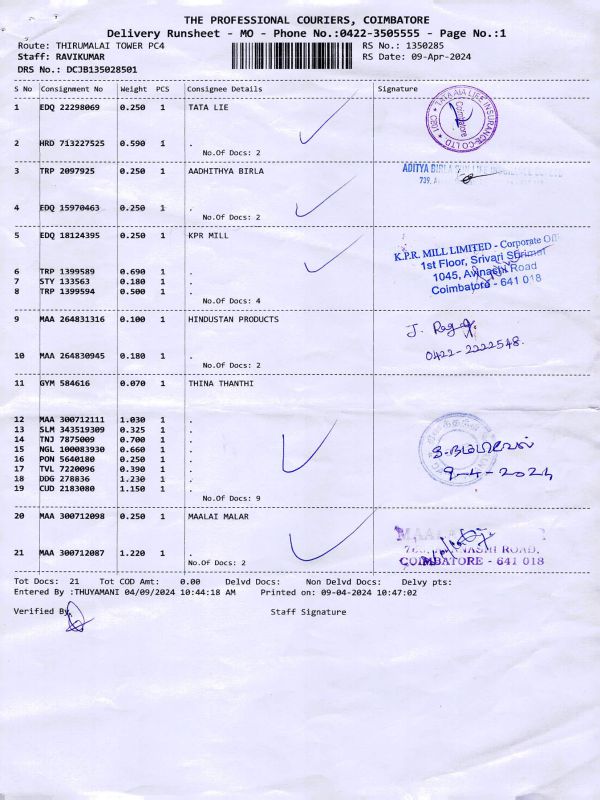 THE PROFESSIONAL COURIERS, COIMBATORE
Delivery Runsheet - MO - Phone No.:0422-3505555 - Page No.:1
Route: THIRUMALAI TOWER PC4 RS No.: 1350285
Staff: RAVIKUMAR RS Date: 09-Apr-2024
DRS No.: DCJB135028501
S No Consignment No Weight PCS Consignee Details Signature
1 EDQ 22298069 0.250 1 TATA LIE
TATA AIA LIFE INSURANCE CO LTD
Coimbatore
2 HRD 713227525 0.590 1 .
No.Of Docs: 2
3 TRP 2097925 0.250 1 AADHITHYA BIRLA
ADITYA BIRLA
4 EDQ 15970463 0.250 1 .
No.Of Docs: 2
5 EDQ 18124395 0.250 1 KPR MILL
K.P.R. MILL LIMITED - Corporate Off
1st Floor, Srivari Shrimat
1045, Avinashi Road
Coimbatore - 641 018
6 TRP 1399589 0.690 1 .
7 STY 133563 0.180 1 .
8 TRP 1399594 0.500 1 .
No.Of Docs: 4
9 MAA 264831316 0.100 1 HINDUSTAN PRODUCTS
0422-2222548.
10 MAA 264830945 0.180 1 .
No.Of Docs: 2
11 GYM 584616 0.070 1 THINA THANTHI
12 MAA 300712111 1.030 1 .
13 SLM 343519309 0.325 1 .
14 TNJ 7875009 0.700 1 .
15 NGL 100083930 0.660 1 .
16 PON 5640180 0.250 1 .
17 TVL 7220096 0.390 1 .
18 DDG 278836 1.230 1 .
19 CUD 2183080 1.150 1 .
9-4-2024
No.Of Docs: 9
20 MAA 300712098 0.250 1 MAALAI MALAR
ROAD,
COIMBATORE - 641 018
21 MAA 300712087 1.220 1 .
No.Of Docs: 2
Tot Docs: 21 Tot COD Amt: 0.00 Delvd Docs: Non Delvd Docs: Delvy pts:
Entered By :THUYAMANI 04/09/2024 10:44:18 AM Printed on: 09-04-2024 10:47:02
Verified By Staff Signature